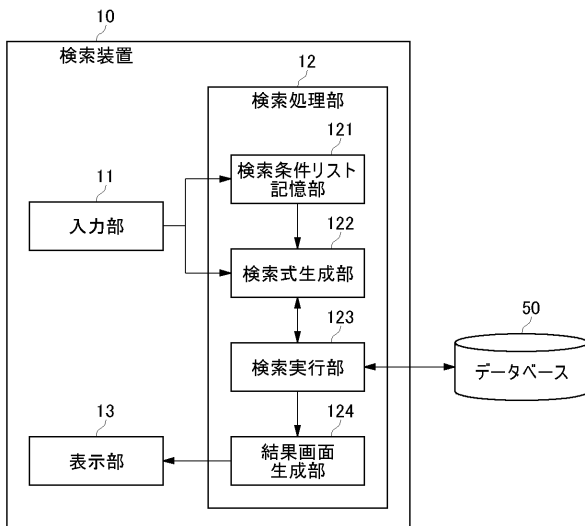 10
検索装置
12
検索処理部
121
検索条件リスト
記憶部
11
入力部
122
検索式生成部
123
検索実行部
50
データベース
124
結果画面
生成部
13
表示部